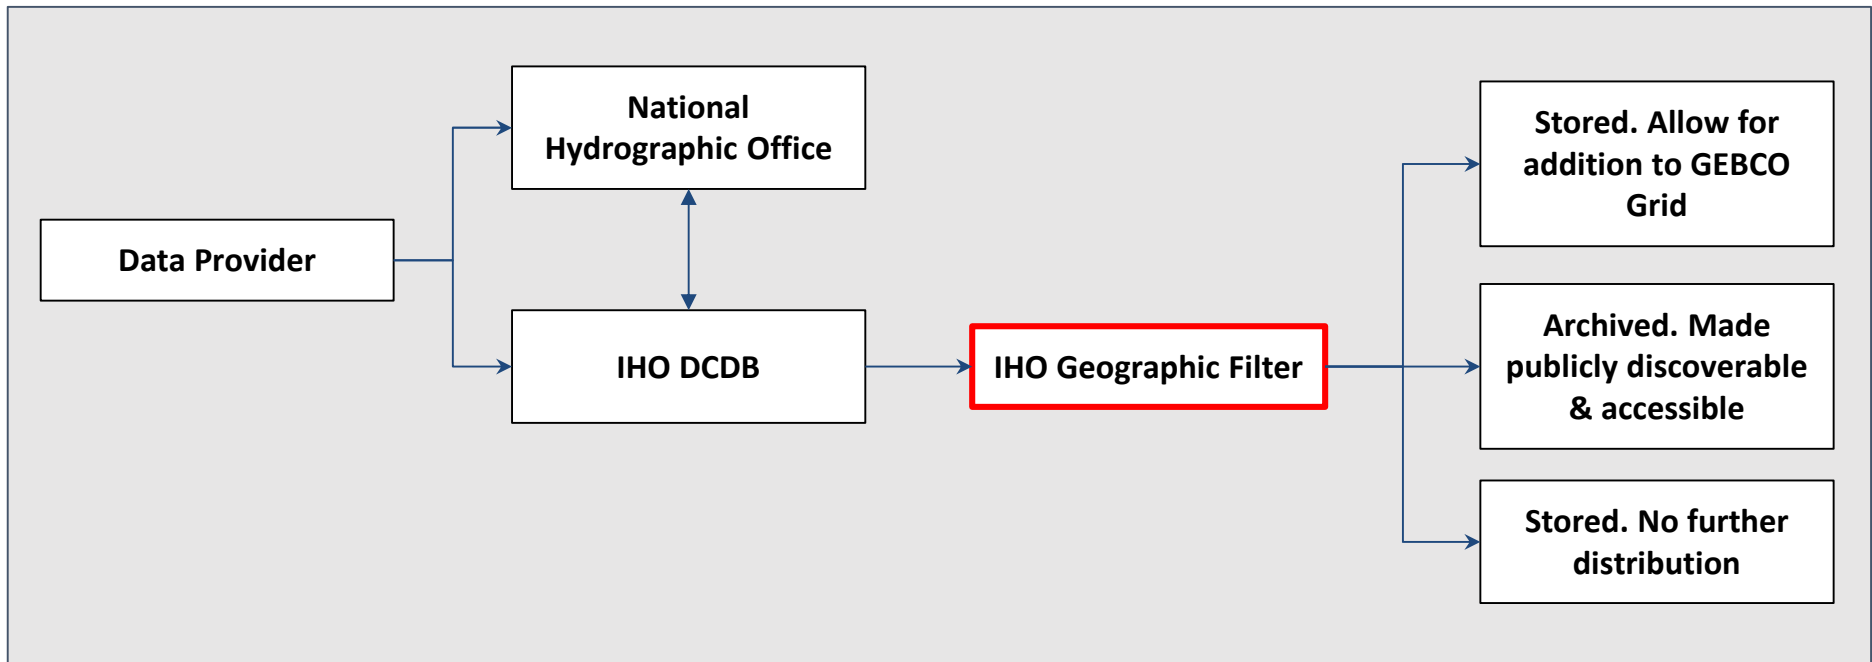 National
Hydrographic Office
Data Provider
IHO DCDB
IHO Geographic Filter
Stored. Allow for
addition to GEBCO
Grid
Archived. Made
publicly discoverable
& accessible
Stored. No further
distribution